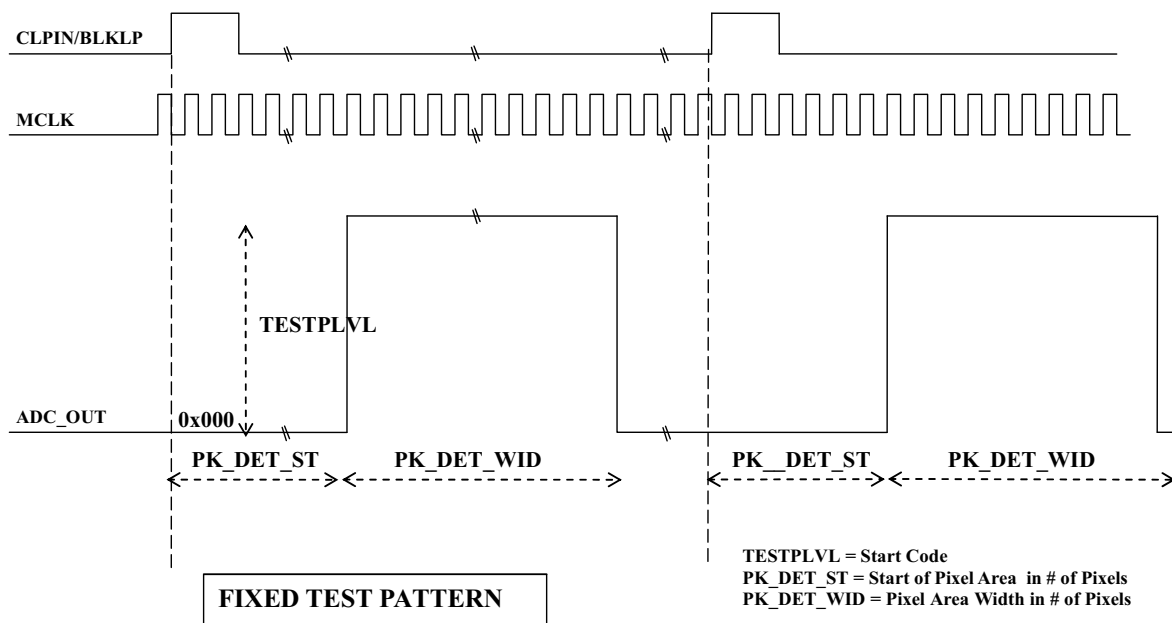 CLPIN/BLKLP
MCLK
TESTPLVL
ADC_OUT
0x000
PK_DET_ST
PK_DET_WID
PK__DET_ST
PK_DET_WID
TESTPLVL = Start Code
PK_DET_ST = Start of Pixel Area in # of Pixels
PK_DET_WID = Pixel Area Width in # of Pixels
FIXED TEST PATTERN